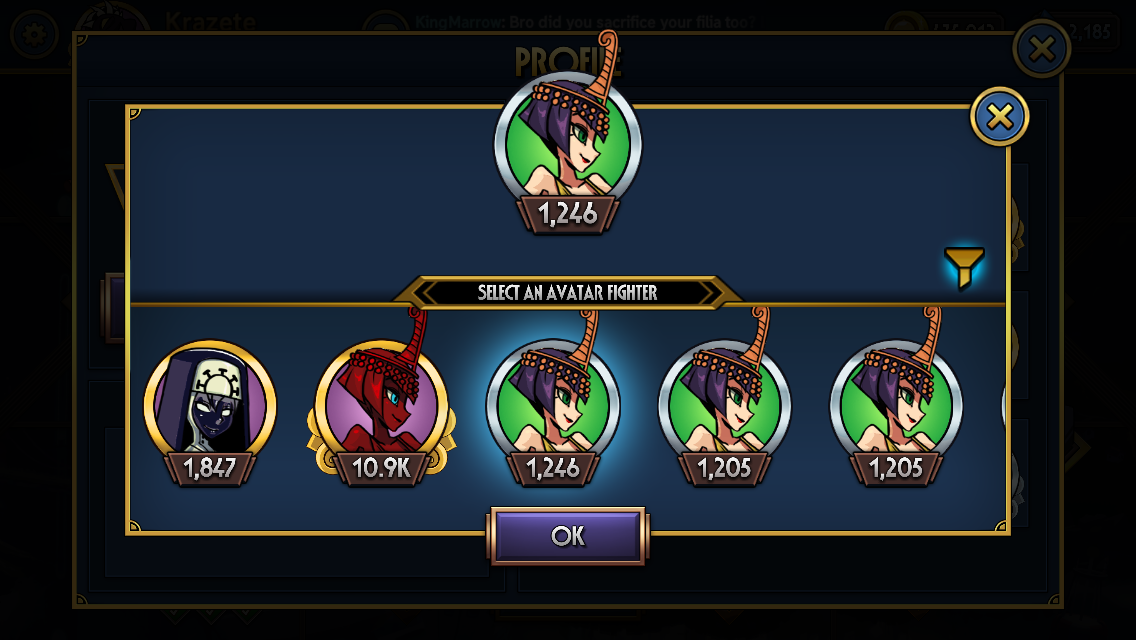 Krazete
KingMarrow: Bro did you sacrifice your filia too?
2,185
PROFILE
1,246
SELECT AN AVATAR FIGHTER
1,847
10.9K
1,246
1,205
1,205
OK